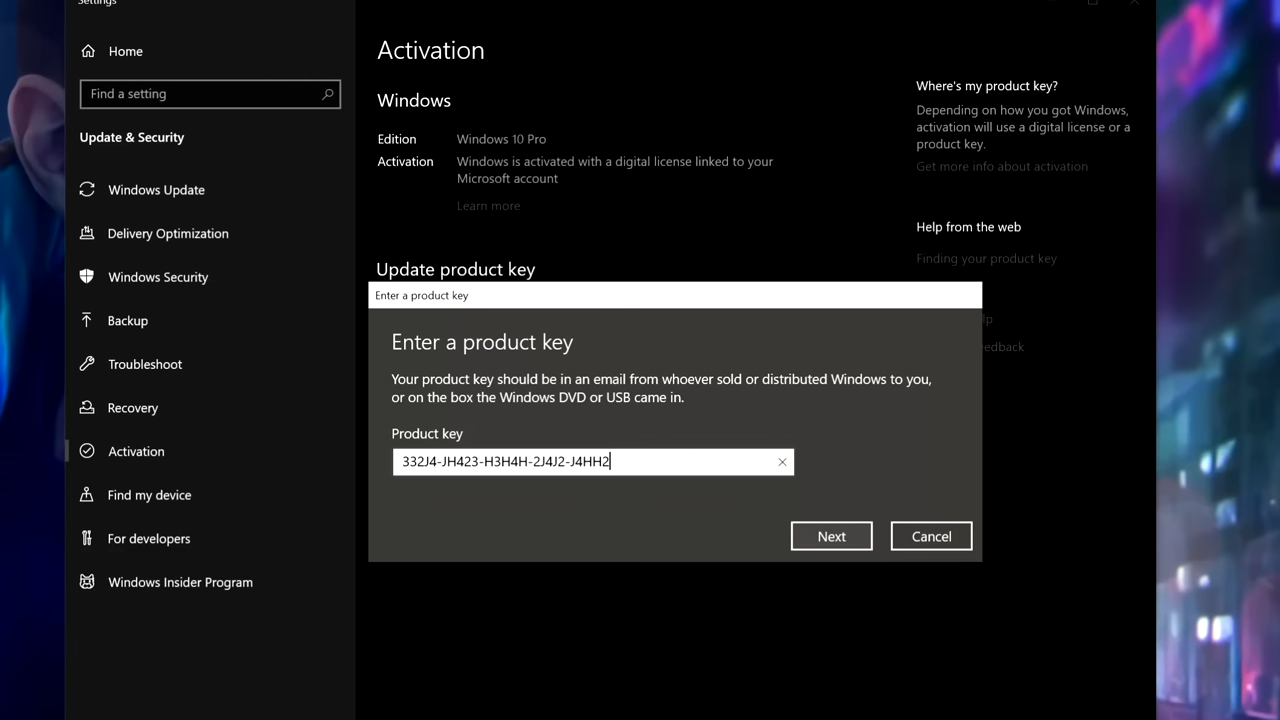 Settings
Home
Find a setting
Update & Security
Windows Update
Delivery Optimization
Windows Security
Backup
Troubleshoot
Recovery
Activation
Find my device
For developers
Windows Insider Program
Activation
Windows
Edition Windows 10 Pro
Activation Windows is activated with a digital license linked to your
Microsoft account
Learn more
Update product key
Enter a product key
Enter a product key
Your product key should be in an email from whoever sold or distributed Windows to you,
or on the box the Windows DVD or USB came in.
Product key
332J4-JH423-H3H4H-2J4J2-J4HH2
Next Cancel
Where's my product key?
Depending on how you got Windows,
activation will use a digital license or a
product key.
Get more info about activation
Help from the web
Finding your product key